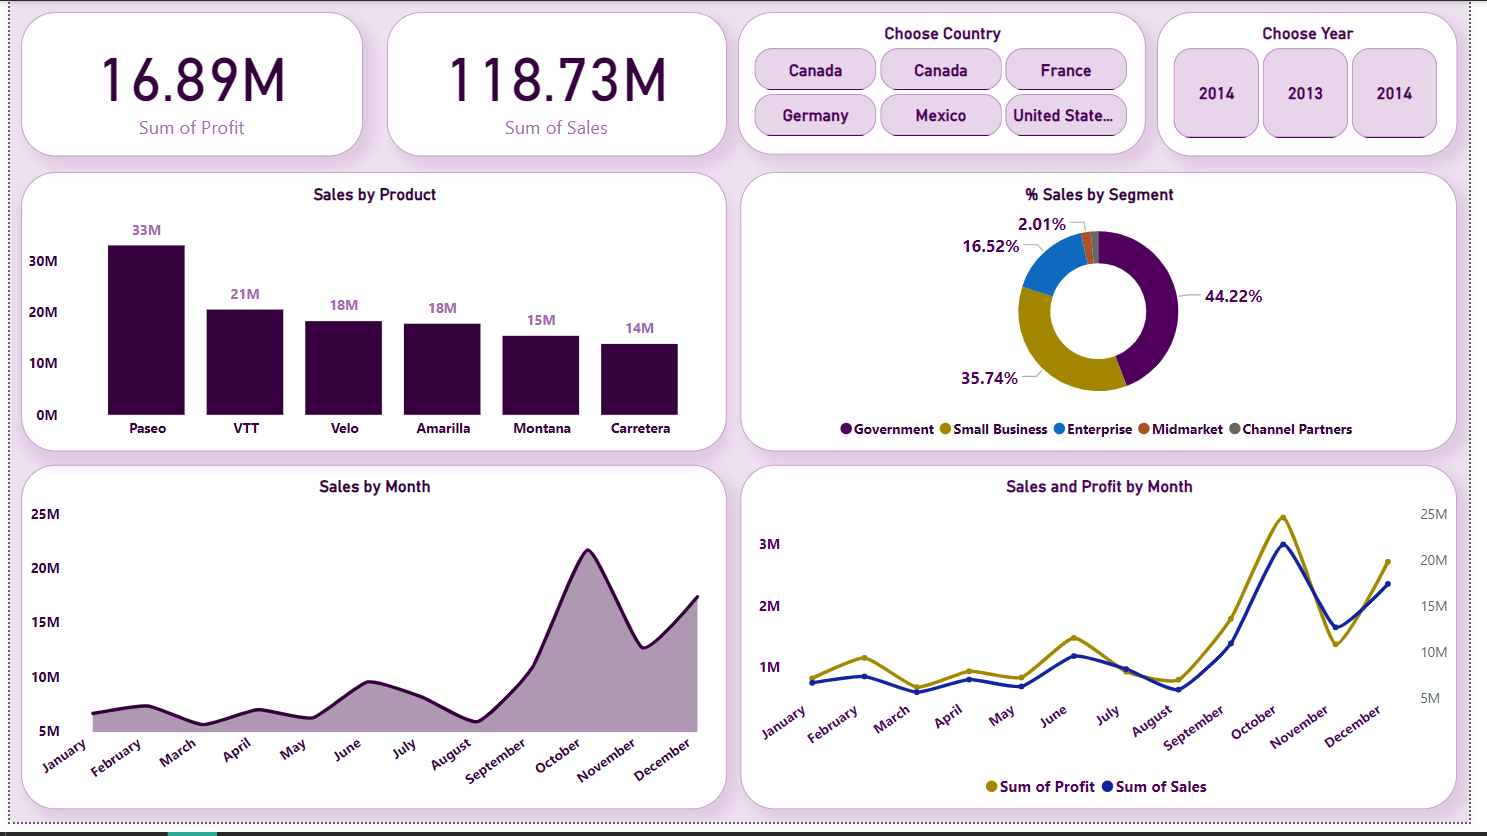 16.89M
Sum of Profit
118.73M
Sum of Sales
Choose Country
Canada Canada France
Germany Mexico United State...
Choose Year
2014 2013 2014
Sales by Product
33M
21M
18M
18M
15M
14M
30M
20M
10M
0M
Paseo VTT Velo Amarilla Montana Carretera
% Sales by Segment
2.01%
16.52%
44.22%
35.74%
Government Small Business Enterprise Midmarket Channel Partners
Sales by Month
25M
20M
15M
10M
5M
January February March April May June July August September October November December
Sales and Profit by Month
3M
2M
1M
25M
20M
15M
10M
5M
January February March April May June July August September October November December
Sum of Profit Sum of Sales